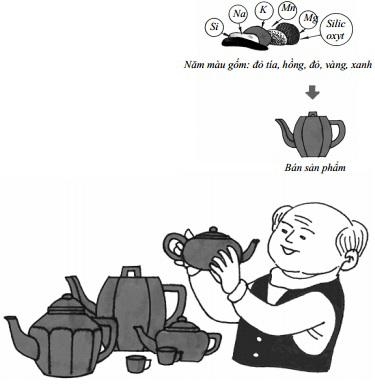 Si
Na
K
Mn
Mg
Silic
oxyt
Năm màu gốm: đỏ tía, hồng, đỏ, vàng, xanh
Bán sản phẩm